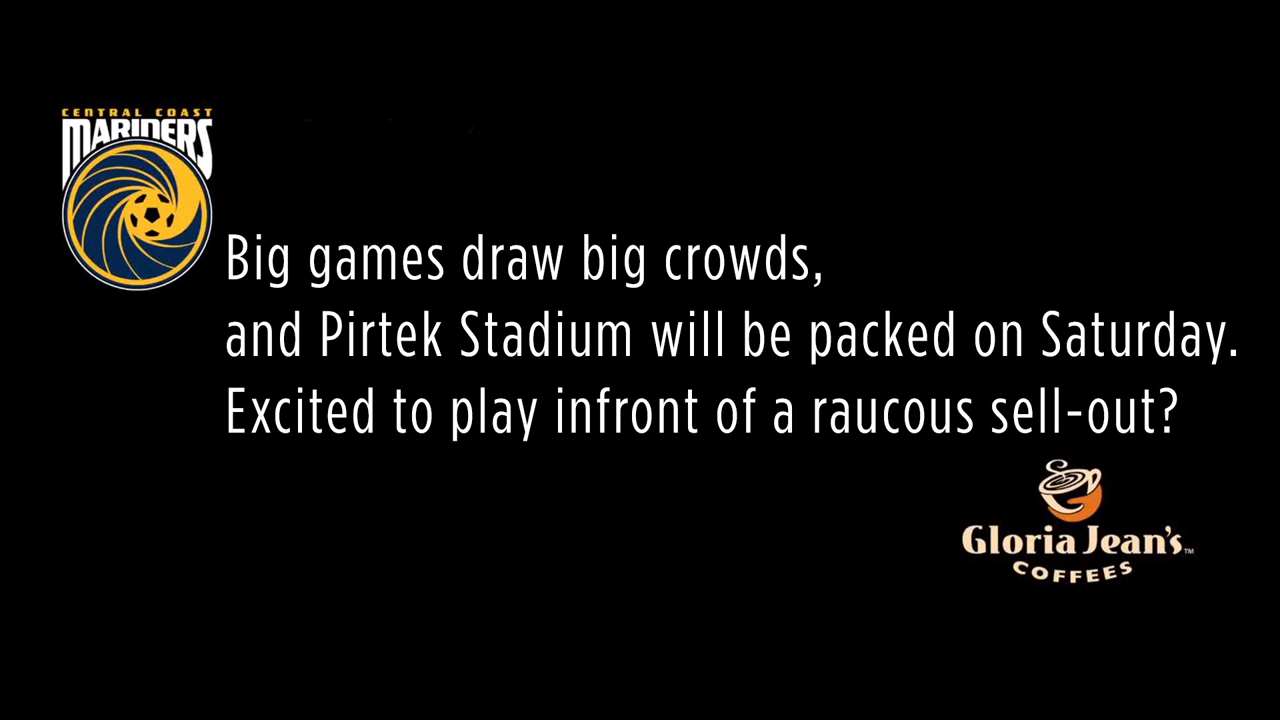 CENTRAL COAST
MARINERS
Big games draw big crowds,
and Pirtek Stadium will be packed on Saturday.
Excited to play infront of a raucous sell-out?
Gloria Jean's™
COFFEES